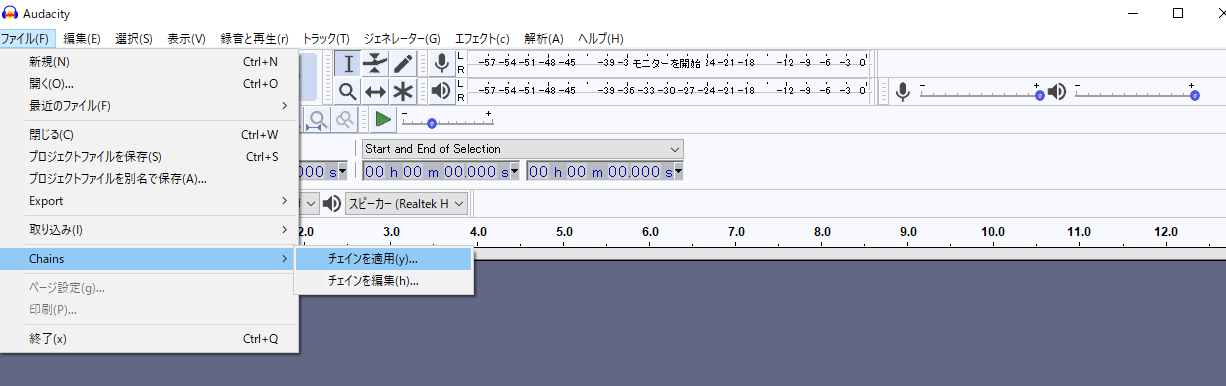 Audacity
ファイル(F) 編集(E) 選択(S) 表示(V) 録音と再生(r) トラック(T) ジェネレーター(G) エフェクト(c) 解析(A) ヘルプ(H)
新規(N) Ctrl+N
開く(O)... Ctrl+O
最近のファイル(F)
閉じる(C) Ctrl+W
プロジェクトファイルを保存(S) Ctrl+S
プロジェクトファイルを別名で保存(A)...
Export
取り込み(I)
Chains
ページ設定(g)...
印刷(P)...
終了(x) Ctrl+Q
チェインを適用(y)...
チェインを編集(h)...
L
R
-57 -54 -51 -48 -45 -39 -3 モニターを開始 24 -21 -18 -12 -9 -6 -3 0
L
R
-57 -54 -51 -48 -45 -39 -36 -33 -30 -27 -24 -21 -18 -12 -9 -6 -3 0
- +
- +
- +
Start and End of Selection
000 s
00 h 00 m 00.000 s
00 h 00 m 00.000 s
スピーカー (Realtek H
2.0 3.0 4.0 5.0 6.0 7.0 8.0 9.0 10.0 11.0 12.0